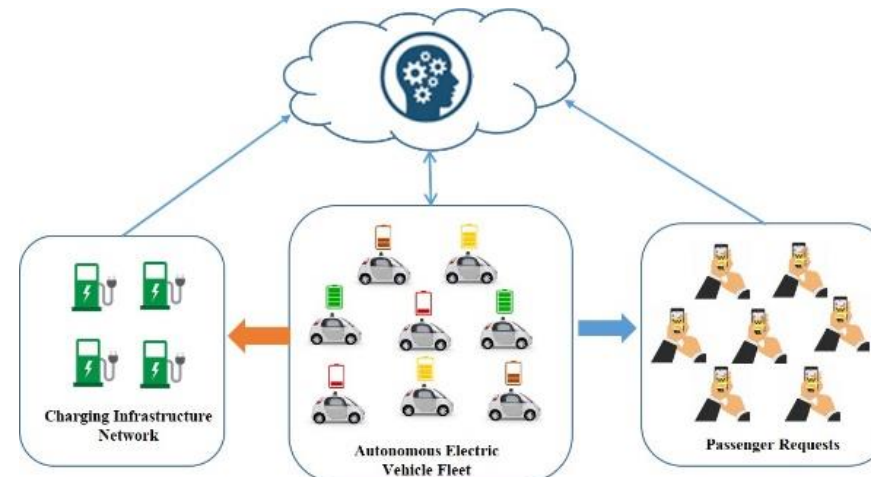 Charging Infrastructure
Network
Autonomous Electric
Vehicle Fleet
Passenger Requests